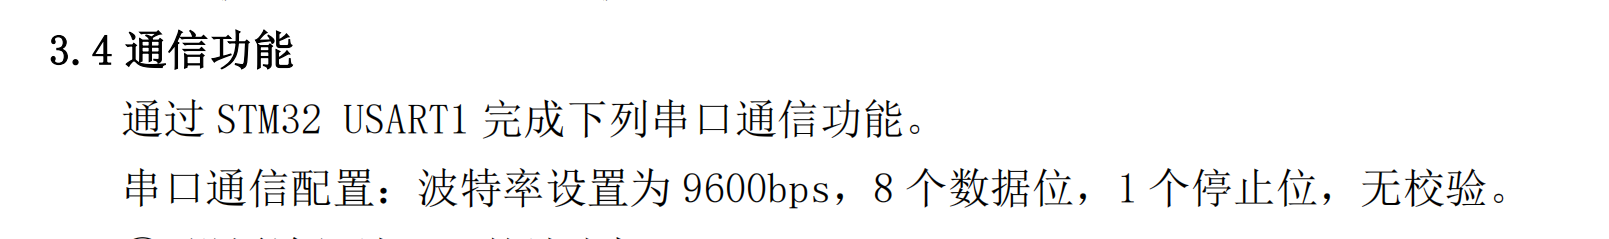 3.4 通信功能
通过 STM32 USART1 完成下列串口通信功能。
串口通信配置：波特率设置为 9600bps，8 个数据位，1 个停止位，无校验。